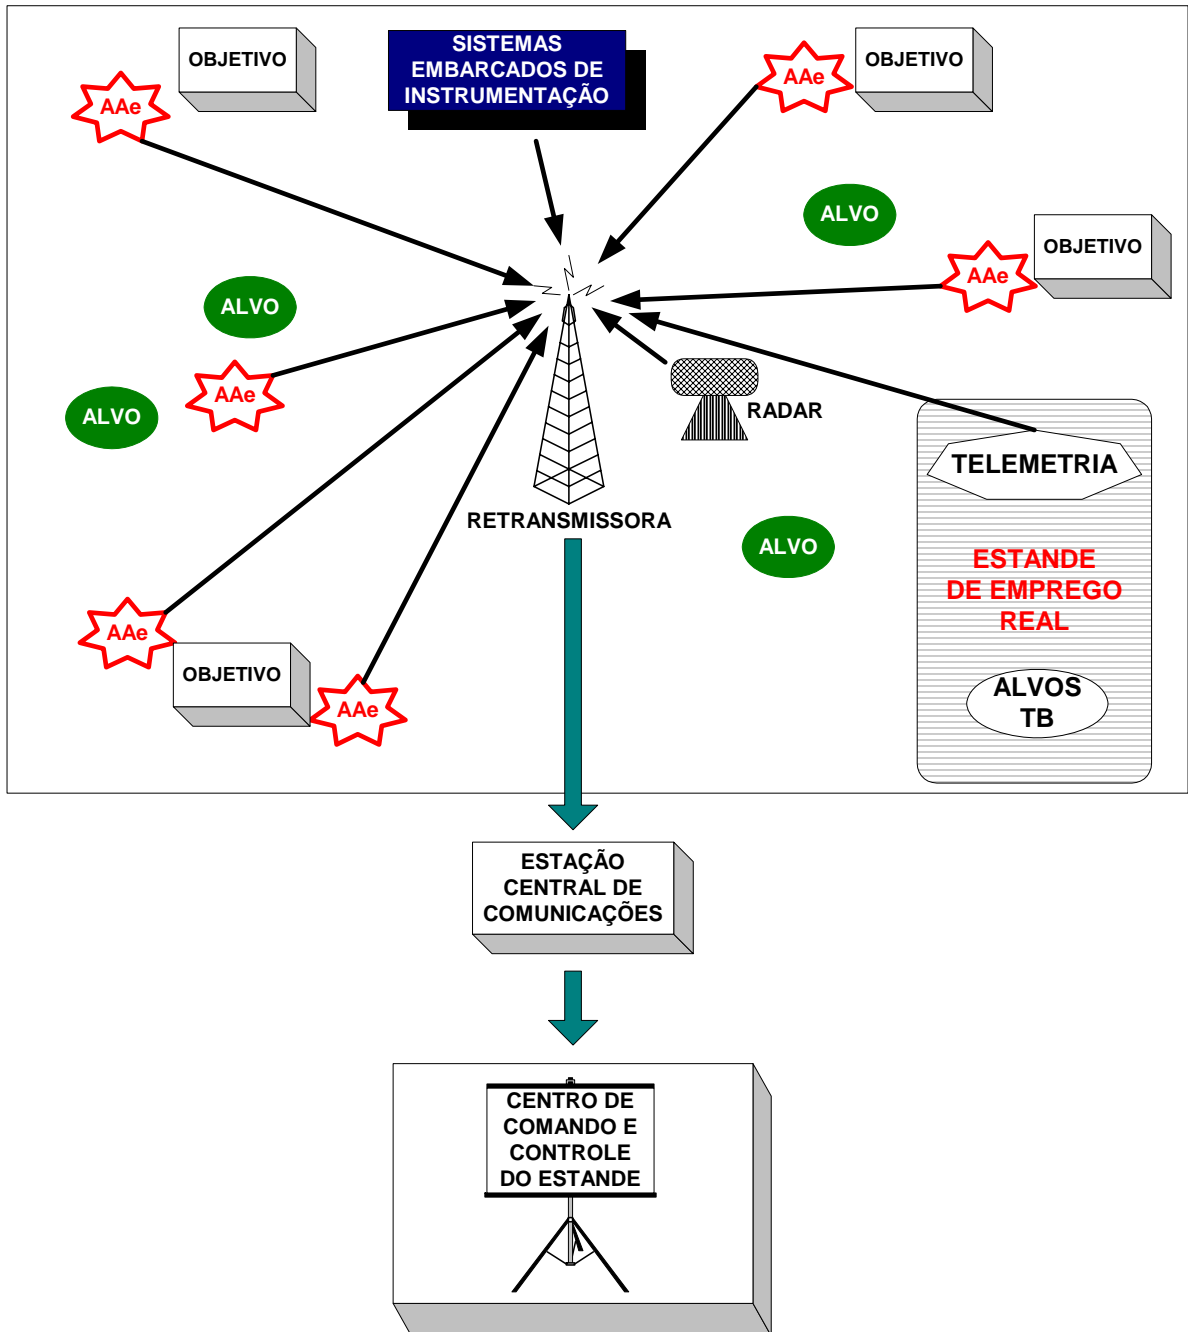 OBJETIVO
AAe
SISTEMAS
EMBARCADOS DE
INSTRUMENTAÇÃO
AAe
OBJETIVO
ALVO
OBJETIVO
AAe
ALVO
AAe
ALVO
RADAR
TELEMETRIA
RETRANSMISSORA
ALVO
ESTANDE
DE EMPREGO
REAL
AAe
OBJETIVO
AAe
ALVOS
TB
ESTAÇÃO
CENTRAL DE
COMUNICAÇÕES
CENTRO DE
COMANDO E
CONTROLE
DO ESTANDE